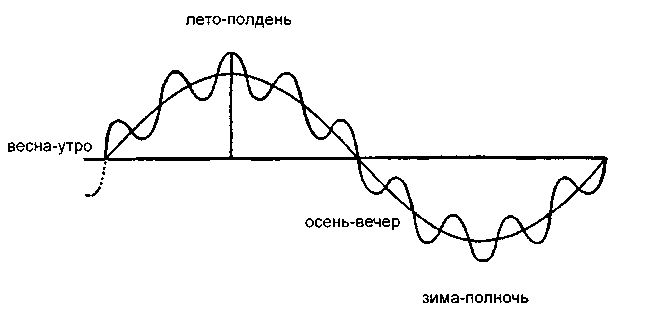 лето-полдень
весна-утро
осень-вечер
зима-полночь